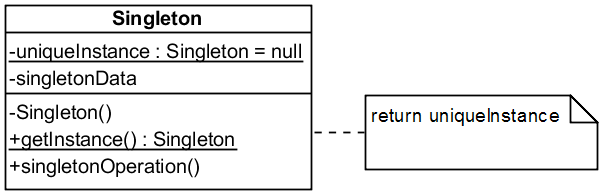 Singleton
-uniqueInstance : Singleton = null
-singletonData
-Singleton()
+getInstance() : Singleton
+singletonOperation()
return uniqueInstance